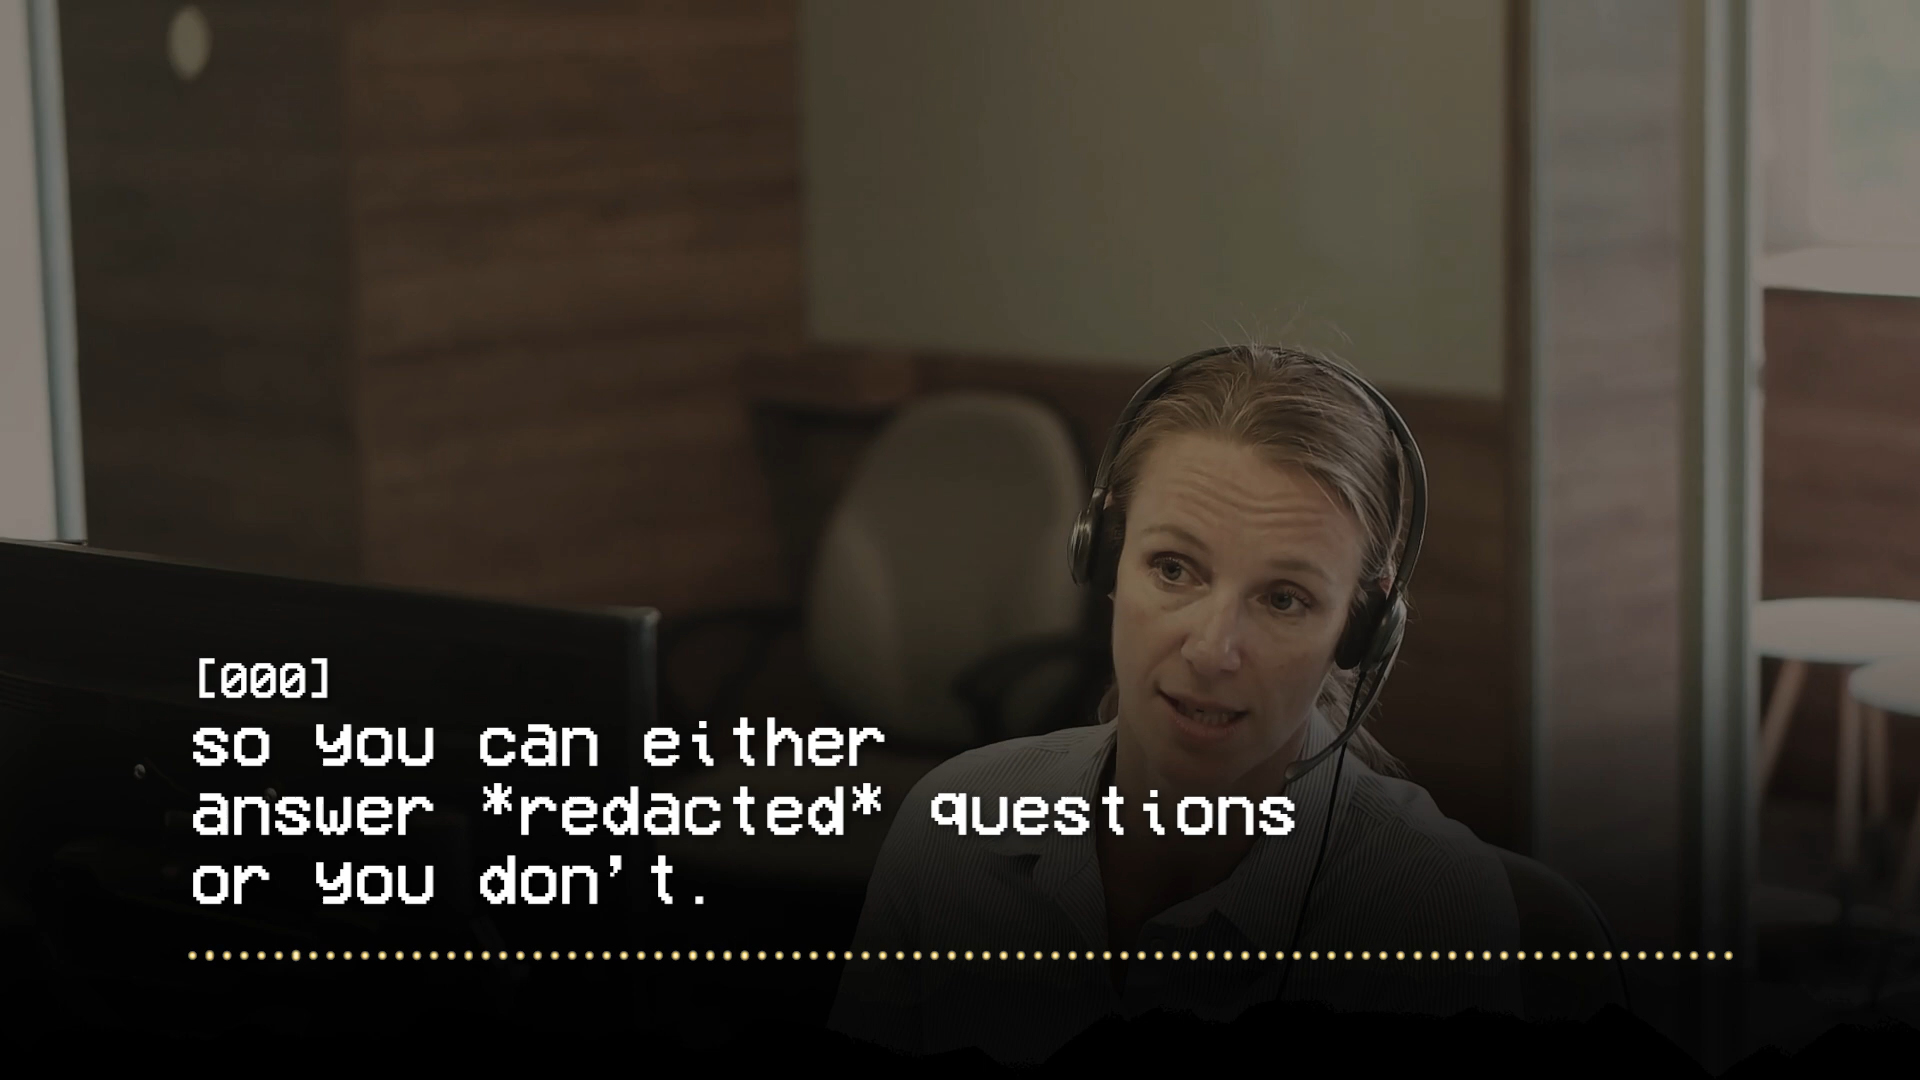 [000]
so you can either
answer *redacted* questions
or you don't.